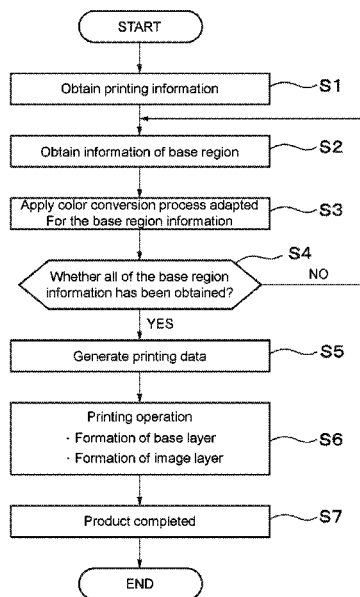 START
Obtain printing information
S1
Obtain information of base region
S2
Apply color conversion process adapted
For the base region information
S3
S4
Whether all of the base region
information has been obtained?
NO
YES
Generate printing data
S5
Printing operation
· Formation of base layer
· Formation of image layer
S6
Product completed
S7
END